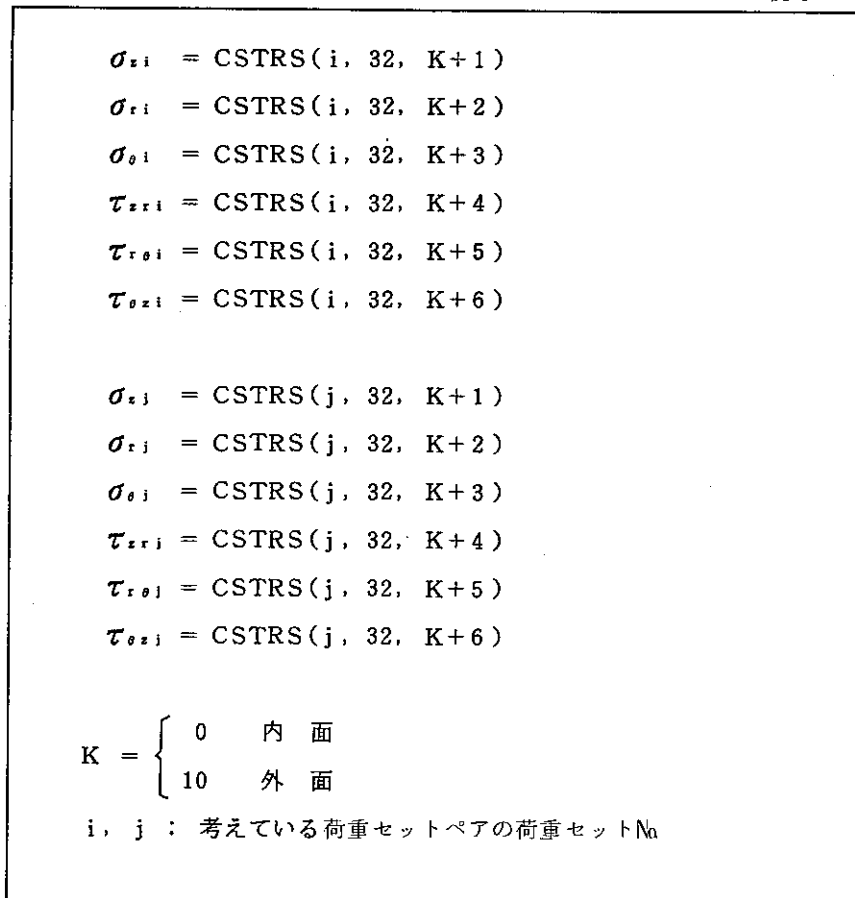 σzi = CSTRS(i, 32, K+1)
σri = CSTRS(i, 32, K+2)
σθi = CSTRS(i, 32, K+3)
τzri = CSTRS(i, 32, K+4)
τrθi = CSTRS(i, 32, K+5)
τθzi = CSTRS(i, 32, K+6)
σzj = CSTRS(j, 32, K+1)
σrj = CSTRS(j, 32, K+2)
σθj = CSTRS(j, 32, K+3)
τzrj = CSTRS(j, 32, K+4)
τrθj = CSTRS(j, 32, K+5)
τθzj = CSTRS(j, 32, K+6)
K = { 0 内面
10 外面
i, j : 考えている荷重セットペアの荷重セット№